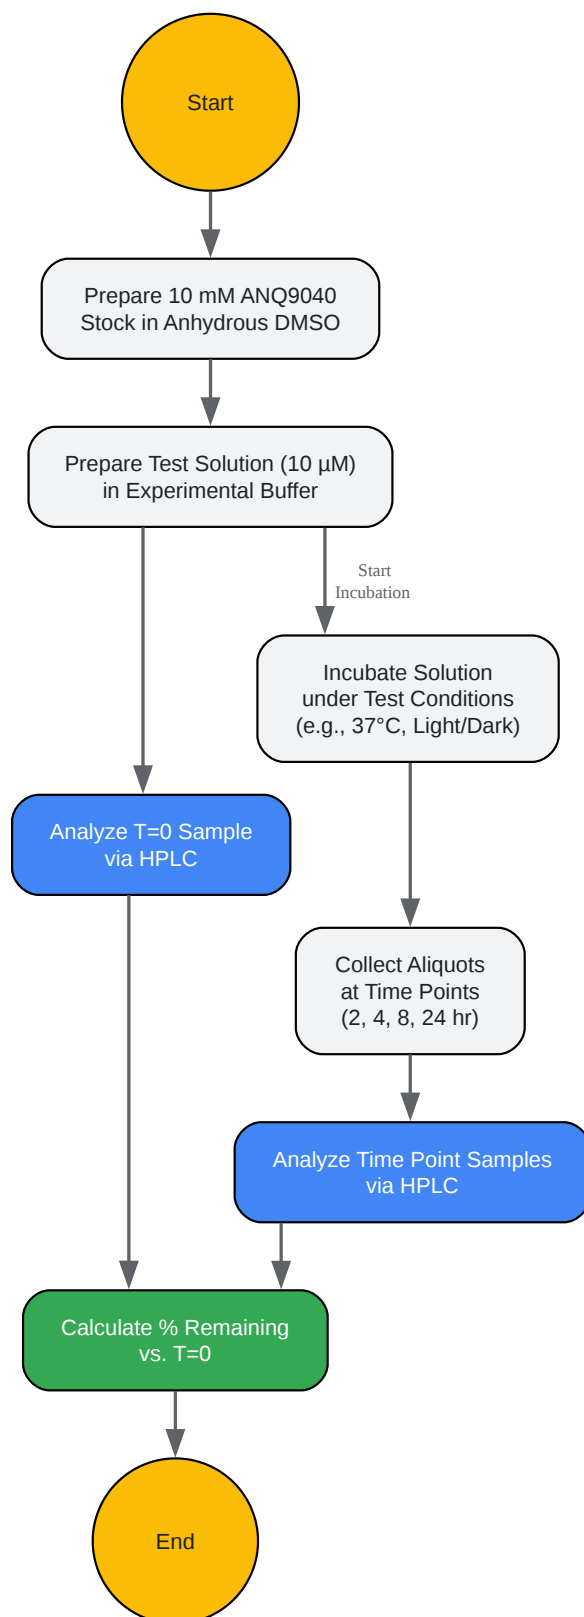 Start
Prepare 10 mM ANQ9040
Stock in Anhydrous DMSO
Prepare Test Solution (10 µM)
in Experimental Buffer
Start
Incubation
Incubate Solution
under Test Conditions
(e.g., 37°C, Light/Dark)
Analyze T=0 Sample
via HPLC
Collect Aliquots
at Time Points
(2, 4, 8, 24 hr)
Analyze Time Point Samples
via HPLC
Calculate % Remaining
vs. T=0
End